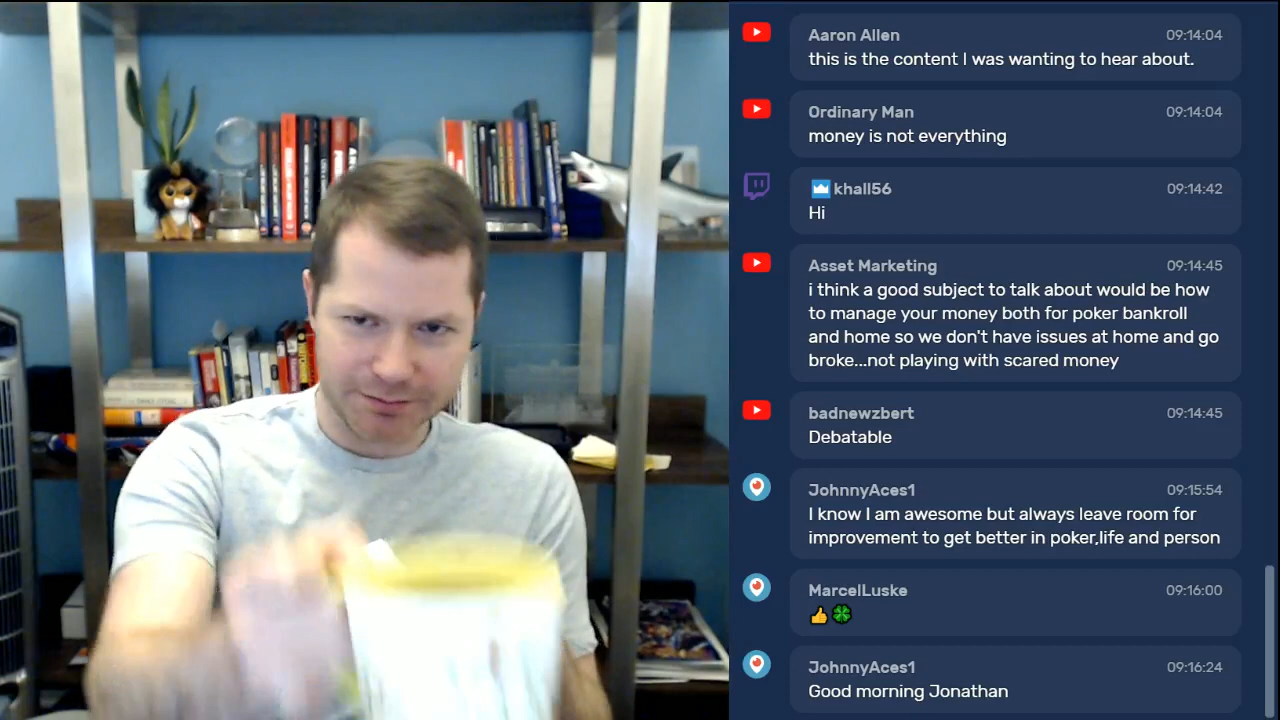 Aaron Allen 09:14:04
this is the content I was wanting to hear about.
Ordinary Man 09:14:04
money is not everything
khall56 09:14:42
Hi
Asset Marketing 09:14:45
i think a good subject to talk about would be how
to manage your money both for poker bankroll
and home so we don't have issues at home and go
broke...not playing with scared money
badnewzbert 09:14:45
Debatable
JohnnyAces1 09:15:54
I know I am awesome but always leave room for
improvement to get better in poker,life and person
MarcelLuske 09:16:00
👍🍀
JohnnyAces1 09:16:24
Good morning Jonathan